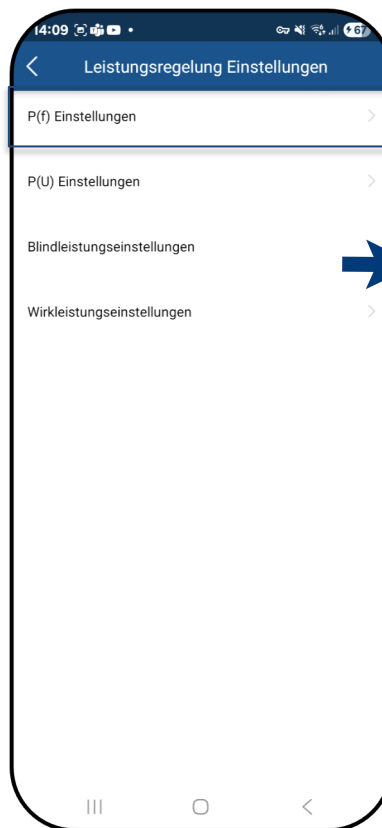 14:09
67
Leistungsregelung Einstellungen
P(f) Einstellungen
P(U) Einstellungen
Blindleistungseinstellungen
Wirkleistungseinstellungen